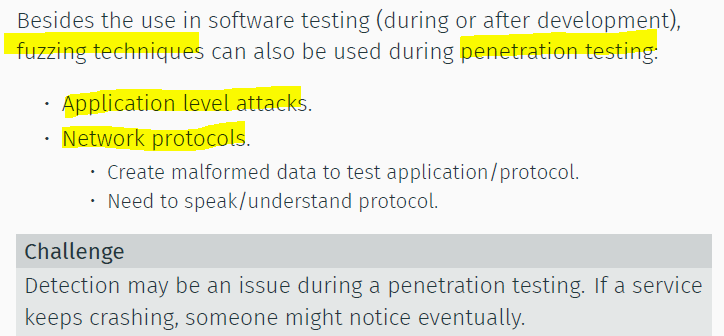 Besides the use in software testing (during or after development),
fuzzing techniques can also be used during penetration testing:
• Application level attacks.
• Network protocols.
• Create malformed data to test application/protocol.
• Need to speak/understand protocol.
Challenge
Detection may be an issue during a penetration testing. If a service
keeps crashing, someone might notice eventually.